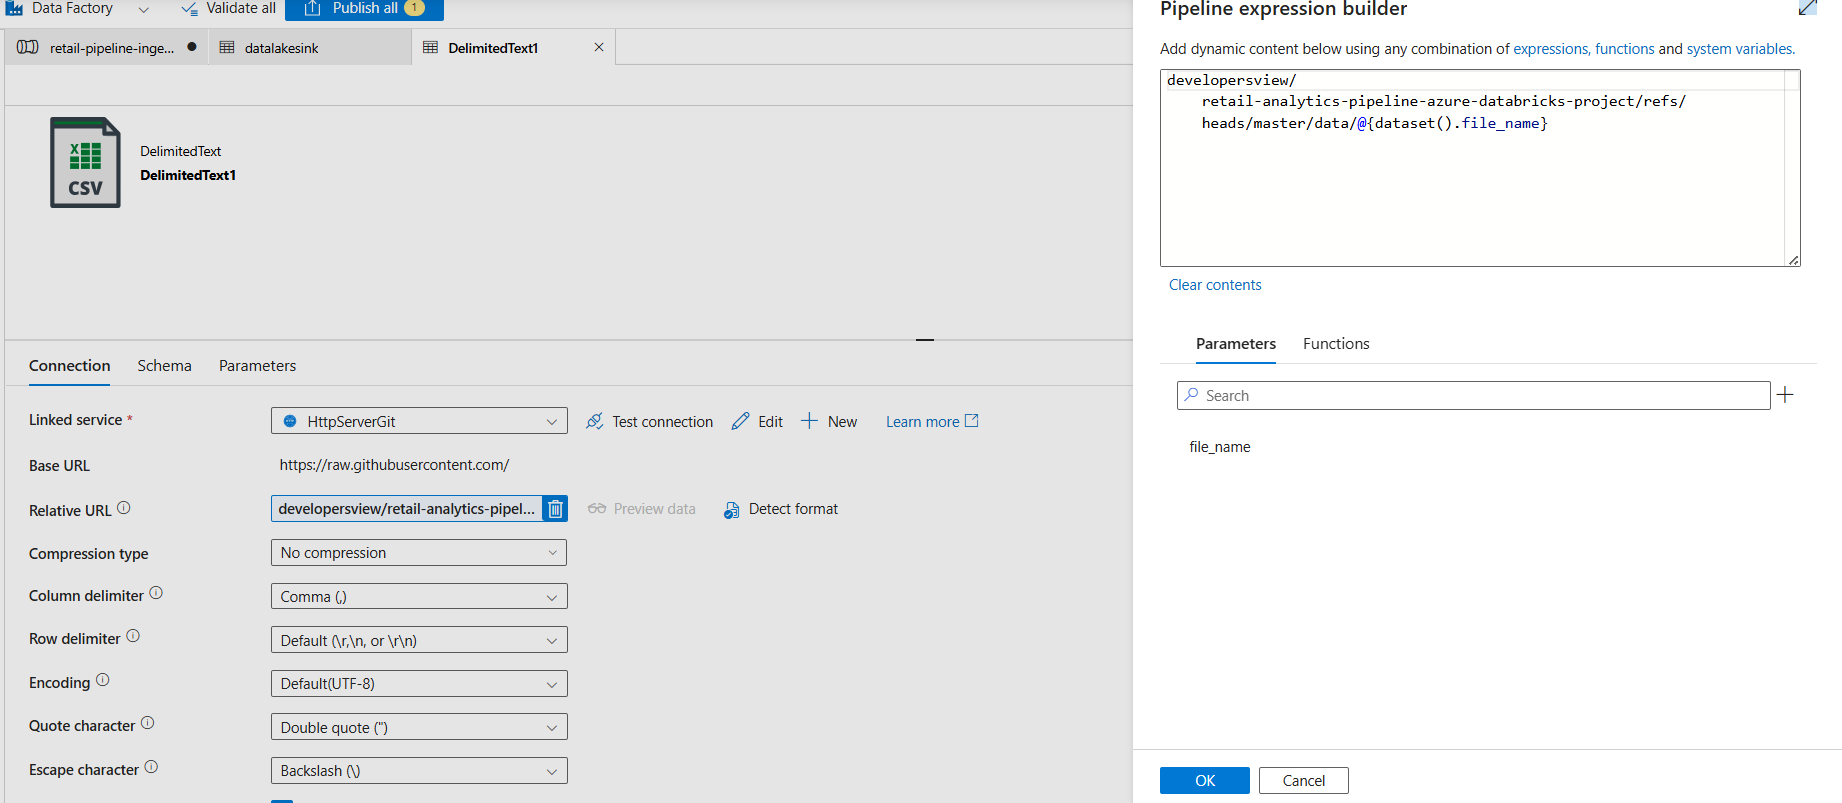 Data Factory
Validate all
Publish all 1
retail-pipeline-inge...
datalakesink
DelimitedText1
CSV
DelimitedText
DelimitedText1
Connection
Schema
Parameters
Linked service *
HttpServerGit
Test connection
Edit
New
Learn more
Base URL
https://raw.githubusercontent.com/
Relative URL
developersview/retail-analytics-pipel...
Preview data
Detect format
Compression type
No compression
Column delimiter
Comma (,)
Row delimiter
Default (\r,\n, or \r\n)
Encoding
Default(UTF-8)
Quote character
Double quote (")
Escape character
Backslash (\)
Pipeline expression builder
Add dynamic content below using any combination of expressions, functions and system variables.
developersview/
retail-analytics-pipeline-azure-databricks-project/refs/
heads/master/data/@{dataset().file_name}
Clear contents
Parameters
Functions
Search
file_name
OK
Cancel